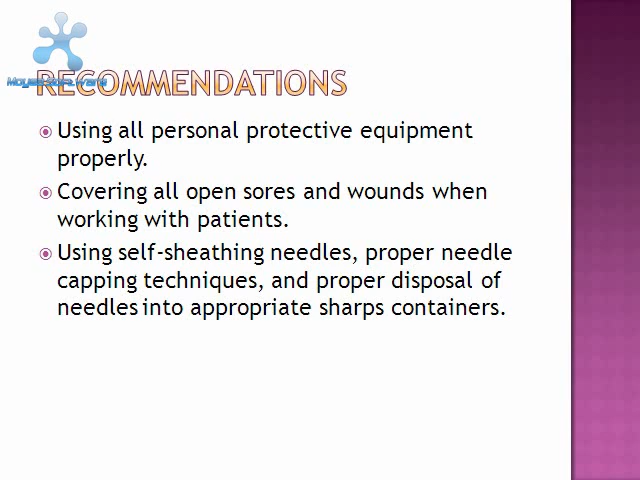 RECOMMENDATIONS
Using all personal protective equipment
properly.
Covering all open sores and wounds when
working with patients.
Using self-sheathing needles, proper needle
capping techniques, and proper disposal of
needles into appropriate sharps containers.